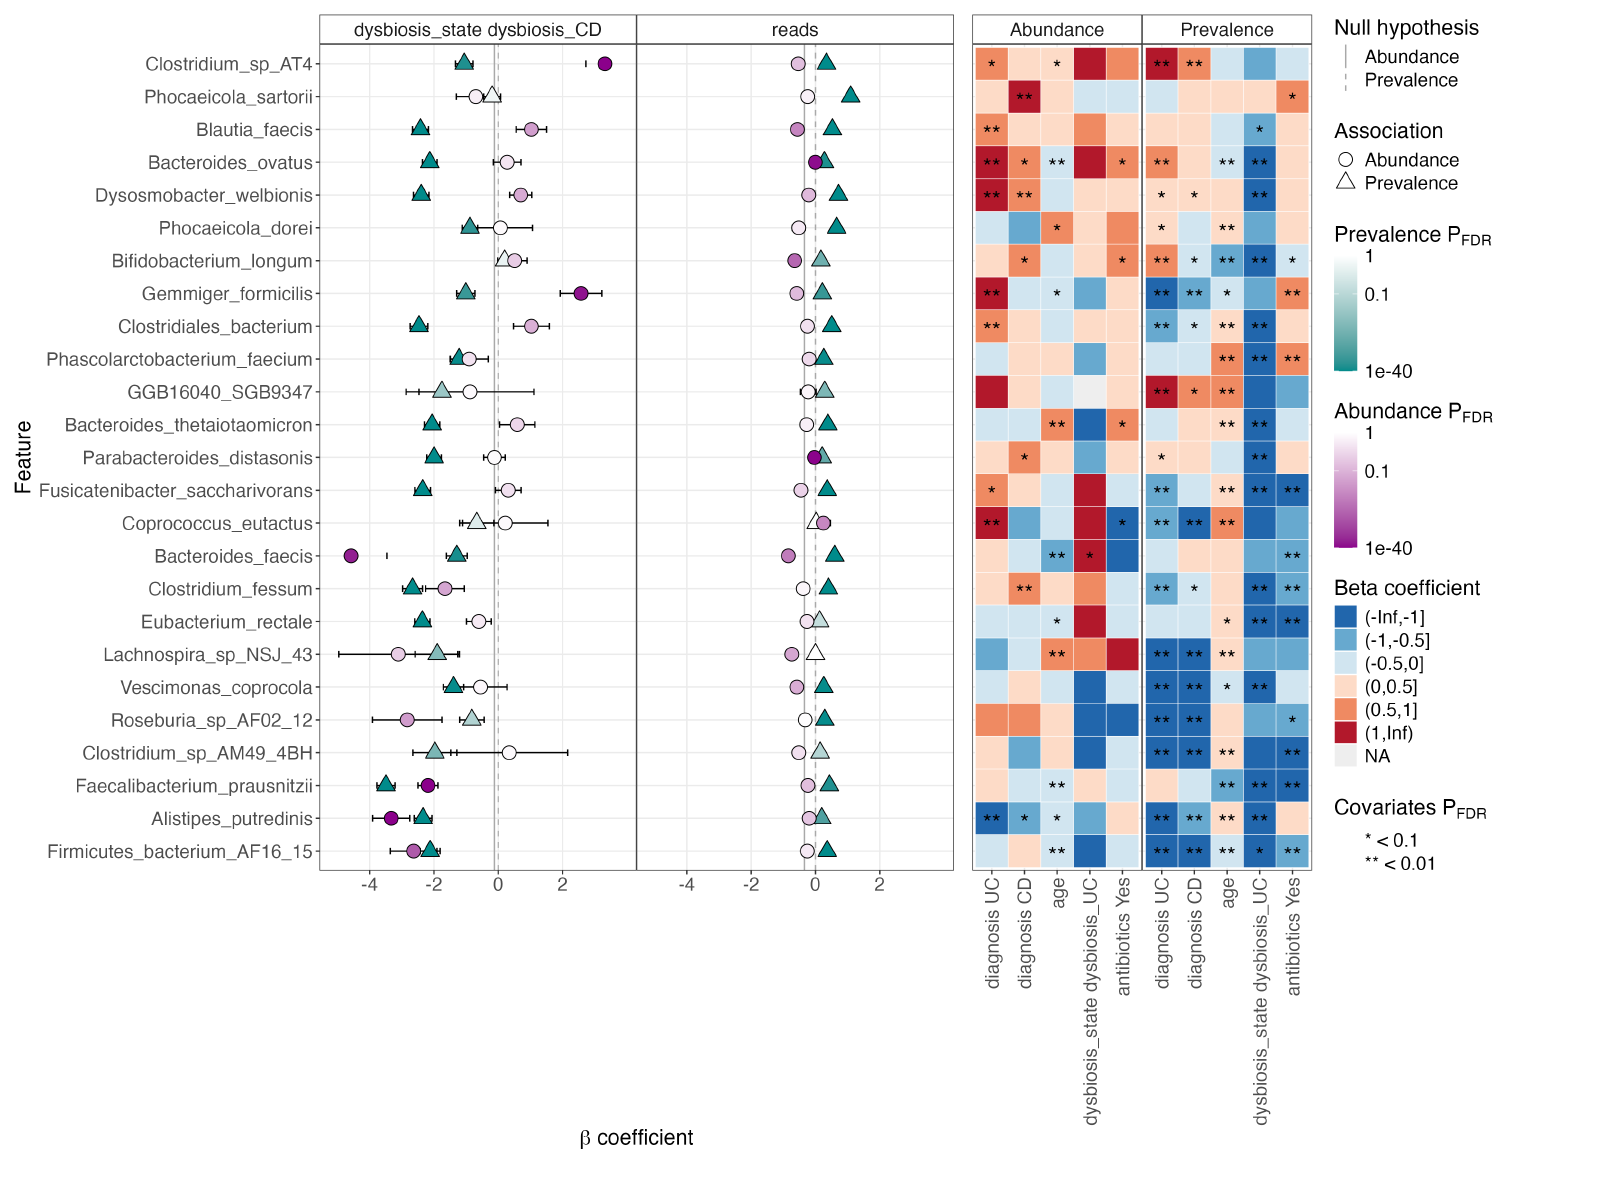 dysbiosis_state dysbiosis_CD
reads
Abundance
Prevalence
Feature
Clostridium_sp_AT4
Phocaeicola_sartorii
Blautia_faecis
Bacteroides_ovatus
Dysosmobacter_welbionis
Phocaeicola_dorei
Bifidobacterium_longum
Gemmiger_formicilis
Clostridiales_bacterium
Phascolarctobacterium_faecium
GGB16040_SGB9347
Bacteroides_thetaiotaomicron
Parabacteroides_distasonis
Fusicatenibacter_saccharivorans
Coprococcus_eutactus
Bacteroides_faecis
Clostridium_fessum
Eubacterium_rectale
Lachnospira_sp_NSJ_43
Vescimonas_coprocola
Roseburia_sp_AF02_12
Clostridium_sp_AM49_4BH
Faecalibacterium_prausnitzii
Alistipes_putredinis
Firmicutes_bacterium_AF16_15
-4 -2 0 2
-4 -2 0 2
β coefficient
diagnosis UC
diagnosis CD
age
dysbiosis_state dysbiosis_UC
antibiotics Yes
diagnosis UC
diagnosis CD
age
dysbiosis_state dysbiosis_UC
antibiotics Yes
Null hypothesis
Abundance
Prevalence
Association
Abundance
Prevalence
Prevalence PFDR
1
0.1
1e-40
Abundance PFDR
1
0.1
1e-40
Beta coefficient
(-Inf,-1]
(-1,-0.5]
(-0.5,0]
(0,0.5]
(0.5,1]
(1,Inf)
NA
Covariates PFDR
* < 0.1
** < 0.01